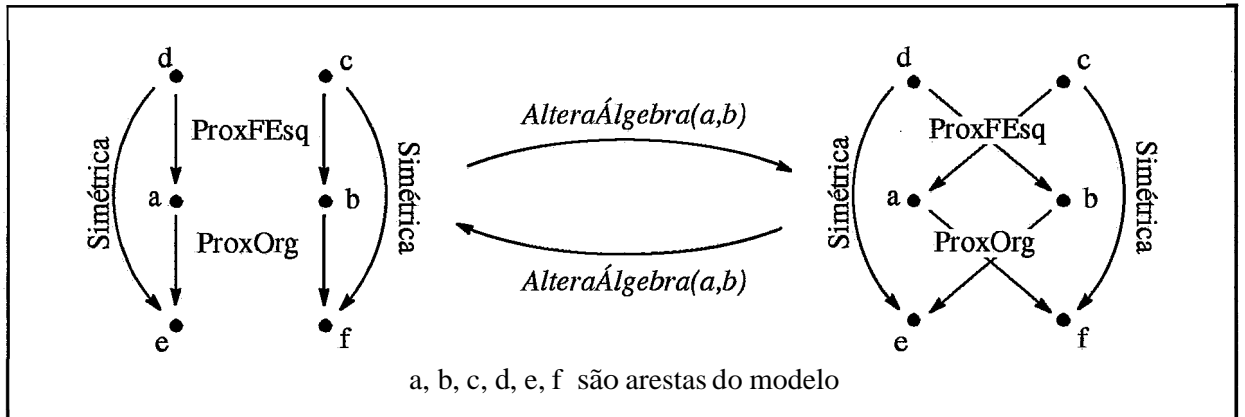 d c d c
ProxFEsq
Simétrica
Simétrica
AlteraÁlgebra(a,b)
ProxFEsq
Simétrica
Simétrica
a b a b
ProxOrg
ProxOrg
AlteraÁlgebra(a,b)
e f e f
a, b, c, d, e, f são arestas do modelo